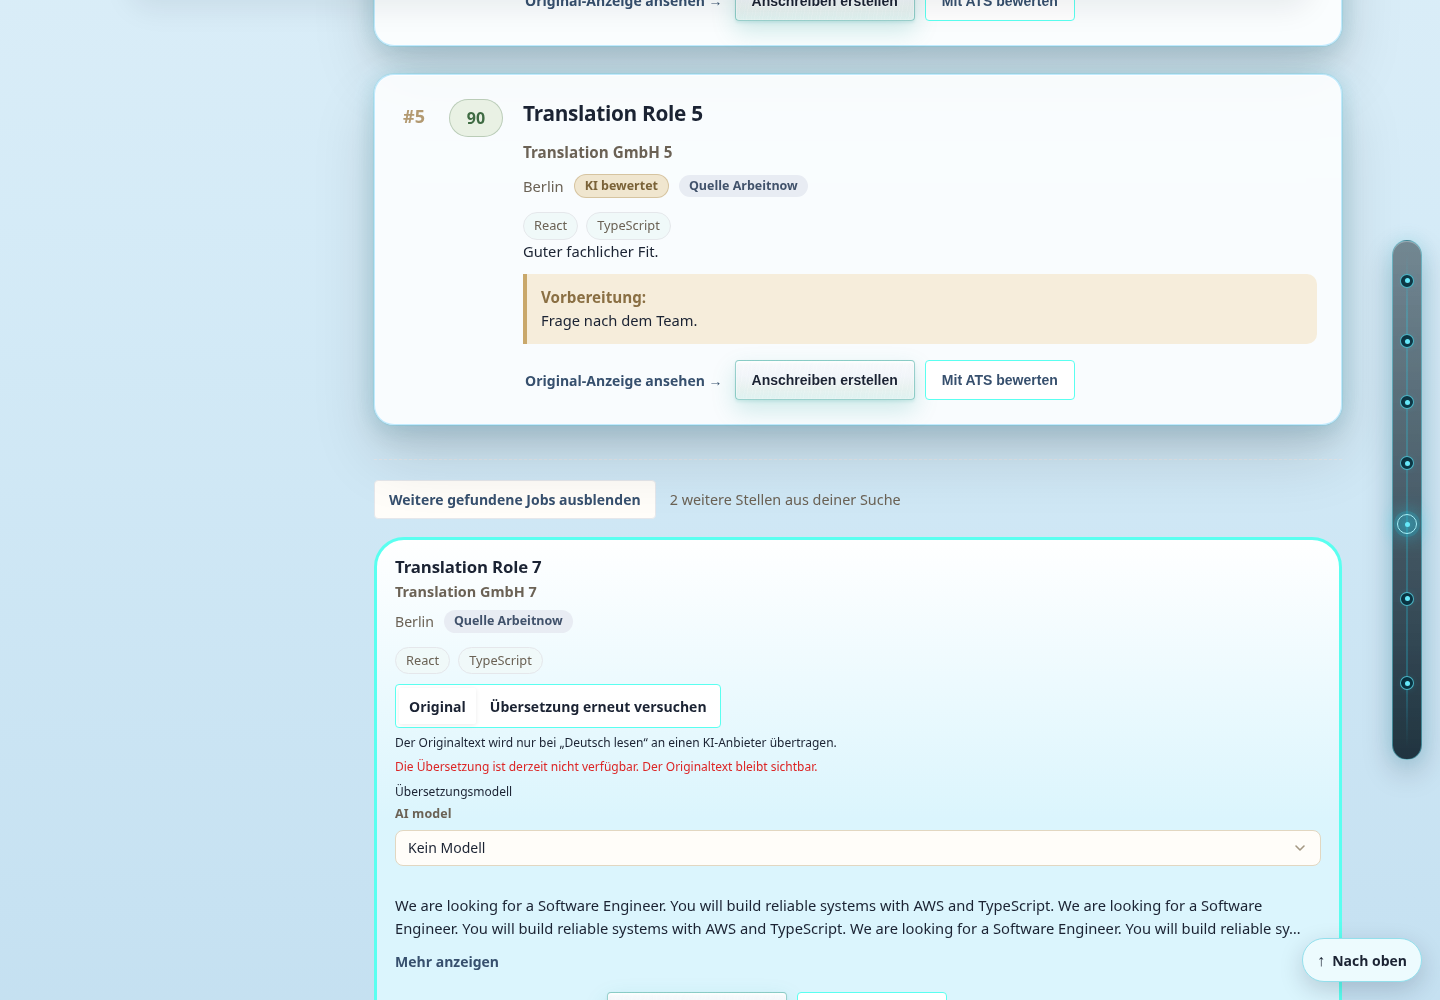 Original-Anzeige ansehen → Anschreiben erstellen Mit ATS bewerten
#5 90 Translation Role 5
Translation GmbH 5
Berlin KI bewertet Quelle Arbeitnow
React TypeScript
Guter fachlicher Fit.
Vorbereitung:
Frage nach dem Team.
Original-Anzeige ansehen → Anschreiben erstellen Mit ATS bewerten
Weitere gefundene Jobs ausblenden 2 weitere Stellen aus deiner Suche
Translation Role 7
Translation GmbH 7
Berlin Quelle Arbeitnow
React TypeScript
Original Übersetzung erneut versuchen
Der Originaltext wird nur bei „Deutsch lesen“ an einen KI-Anbieter übertragen.
Die Übersetzung ist derzeit nicht verfügbar. Der Originaltext bleibt sichtbar.
Übersetzungsmodell
AI model
Kein Modell
We are looking for a Software Engineer. You will build reliable systems with AWS and TypeScript. We are looking for a Software
Engineer. You will build reliable systems with AWS and TypeScript. We are looking for a Software Engineer. You will build reliable sy...
Mehr anzeigen
↑ Nach oben